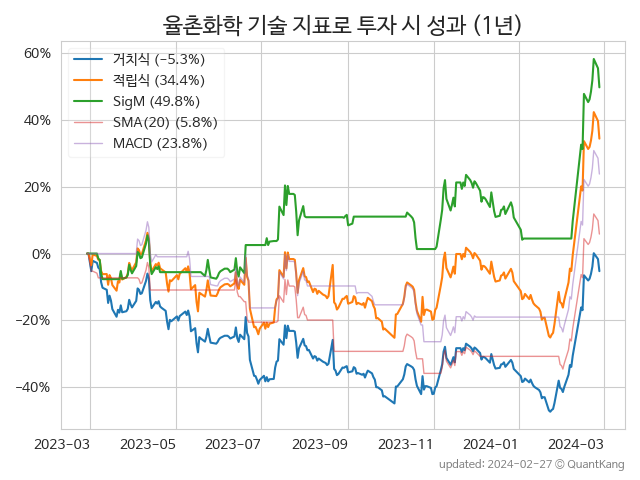 율촌화학 기술 지표로 투자 시 성과 (1년)
60%
40%
20%
0%
−20%
−40%
거치식 (−5.3%)
적립식 (34.4%)
SigM (49.8%)
SMA(20) (5.8%)
MACD (23.8%)
2023-03 2023-05 2023-07 2023-09 2023-11 2024-01 2024-03
updated: 2024-02-27 ⓒ QuantKang